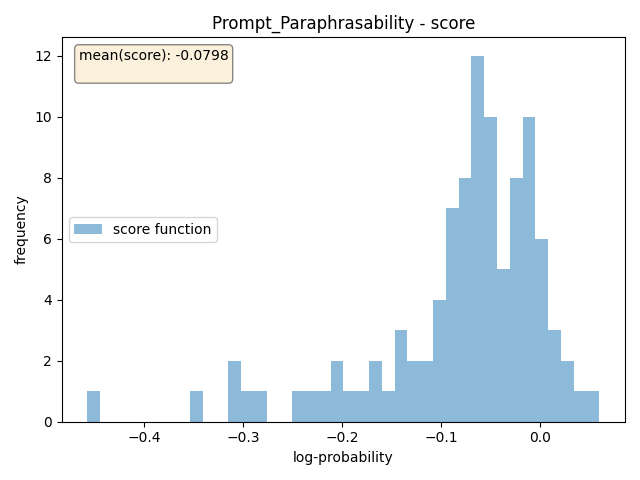 Prompt_Paraphrasability - score
mean(score): -0.0798
12
10
8
6
4
2
0
frequency
score function
−0.4
−0.3
−0.2
−0.1
0.0
log-probability